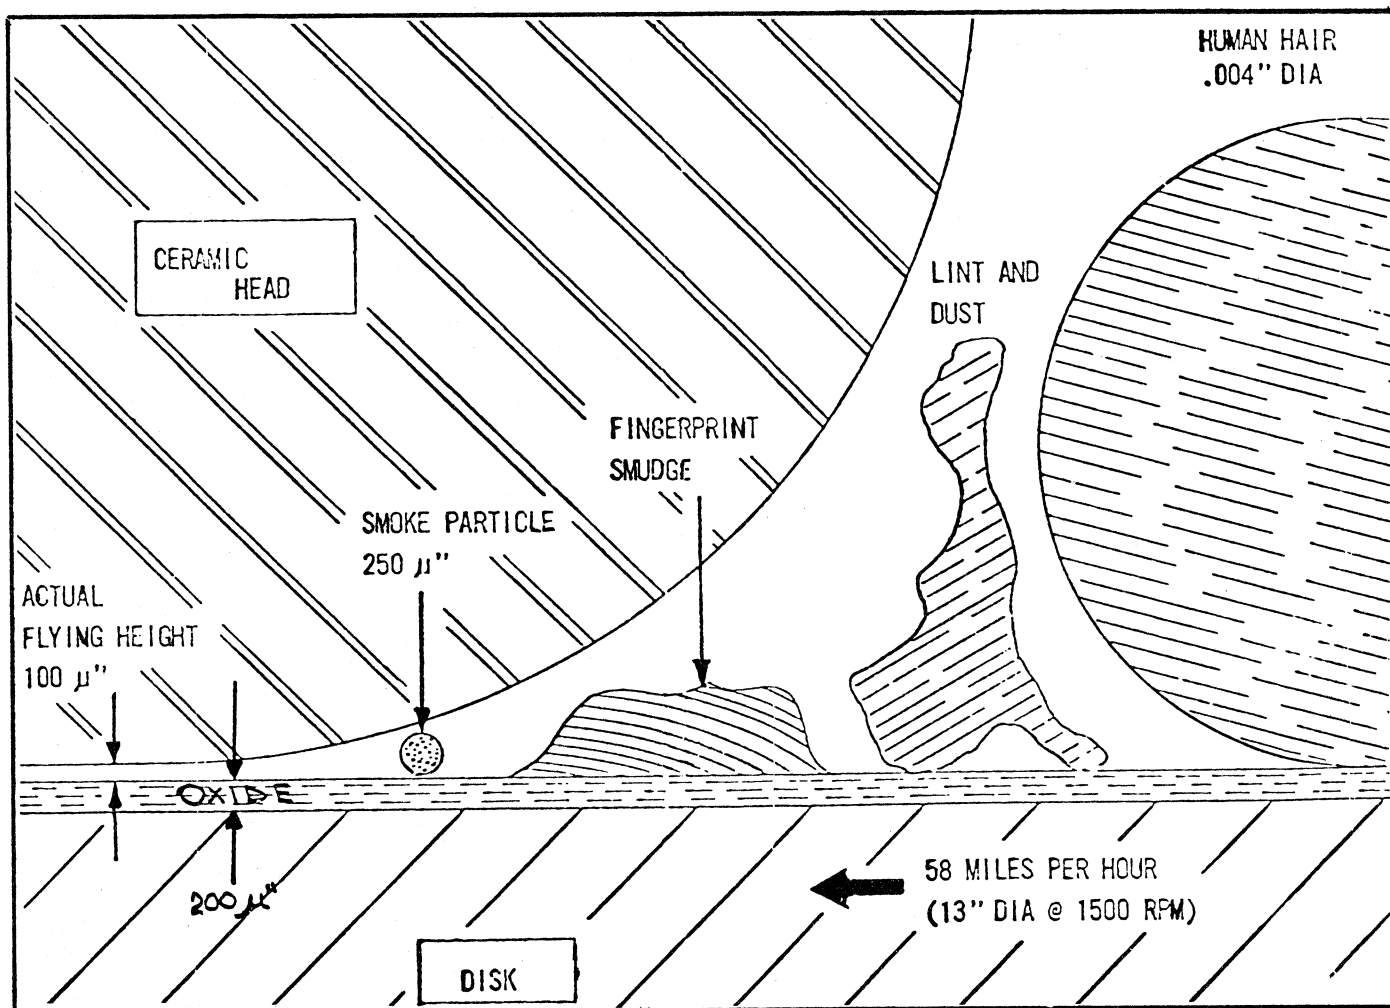 HUMAN HAIR
.004" DIA
CERAMIC
HEAD
LINT AND
DUST
FINGERPRINT
SMUDGE
SMOKE PARTICLE
250 µ"
ACTUAL
FLYING HEIGHT
100 µ"
OXIDE
200 µ"
58 MILES PER HOUR
(13" DIA @ 1500 RPM)
DISK